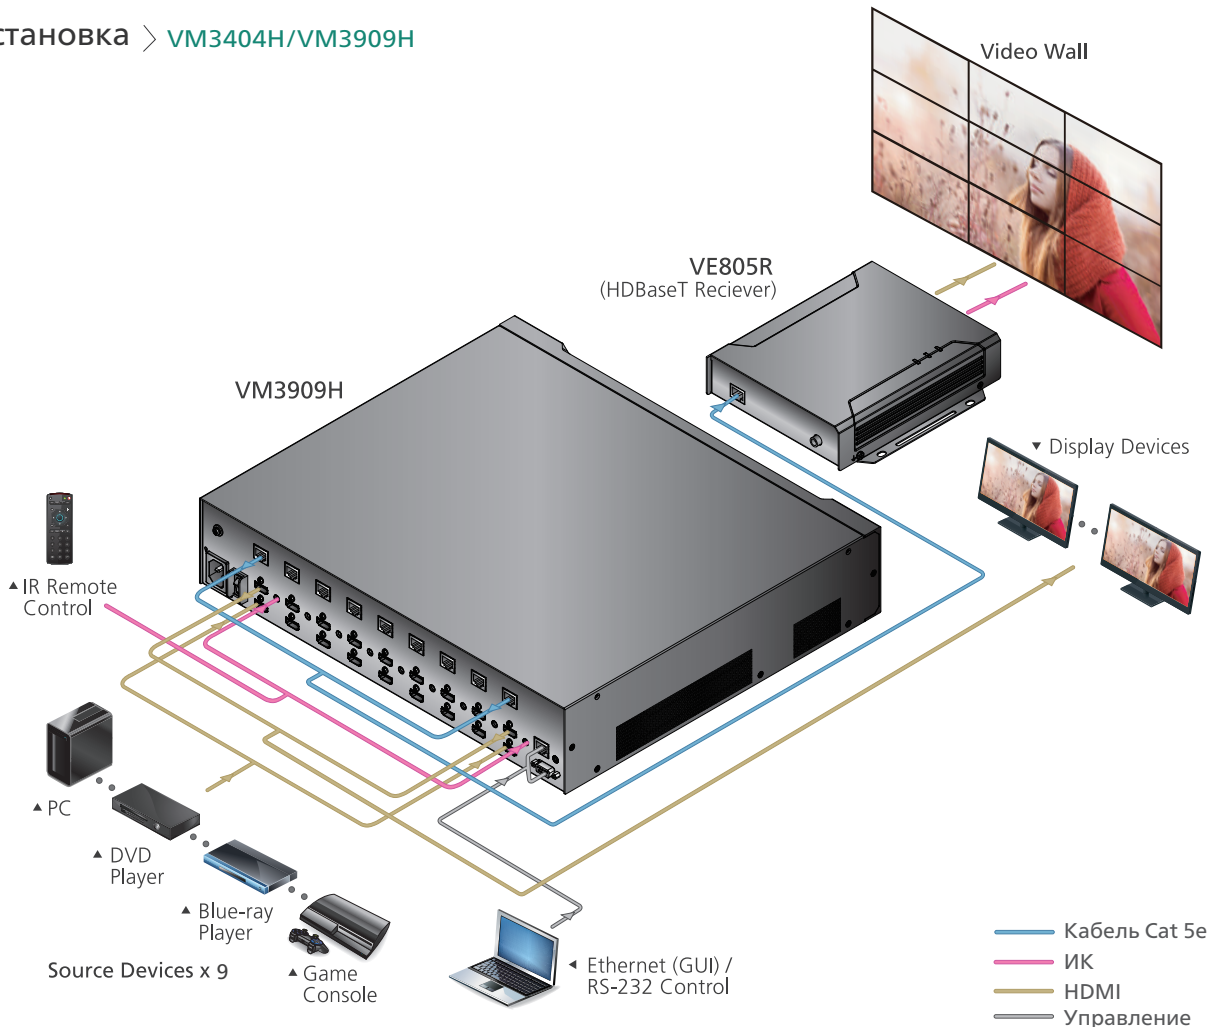 становка > VM3404H/VM3909H
Video Wall
VE805R
(HDBaseT Reciever)
VM3909H
Display Devices
IR Remote
Control
PC
DVD
Player
Blue-ray
Player
Game
Console
Source Devices x 9
Ethernet (GUI) /
RS-232 Control
Кабель Cat 5e
ИК
HDMI
Управление